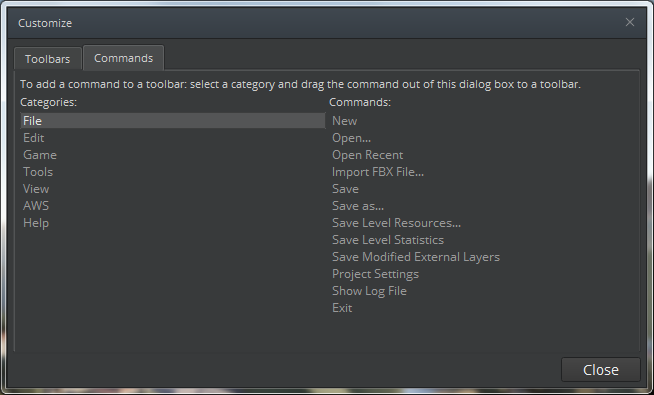 Customize
Toolbars Commands
To add a command to a toolbar: select a category and drag the command out of this dialog box to a toolbar.
Categories: Commands:
File New
Edit Open...
Game Open Recent
Tools Import FBX File...
View Save
AWS Save as...
Help Save Level Resources...
Save Level Statistics
Save Modified External Layers
Project Settings
Show Log File
Exit
Close